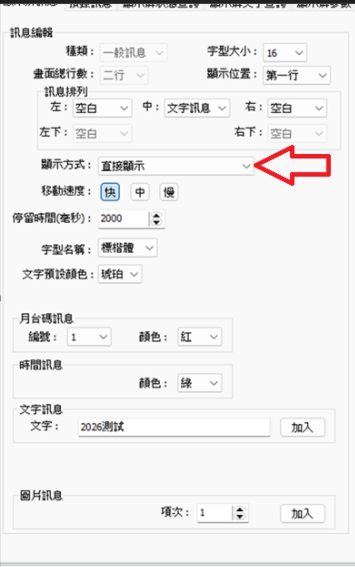 訊息編輯
種類： 一般訊息 字型大小： 16
畫面總行數： 二行 顯示位置： 第一行
訊息排列
左： 空白 中： 文字訊息 右： 空白
左下： 空白 右下： 空白
顯示方式： 直接顯示
移動速度： 快 中 慢
停留時間(毫秒)： 2000
字型名稱： 標楷體
文字預設顏色： 琥珀
月台碼訊息
編號： 1 顏色： 紅
時間訊息
顏色： 綠
文字訊息
文字： 2026測試 加入
圖片訊息
項次： 1 加入